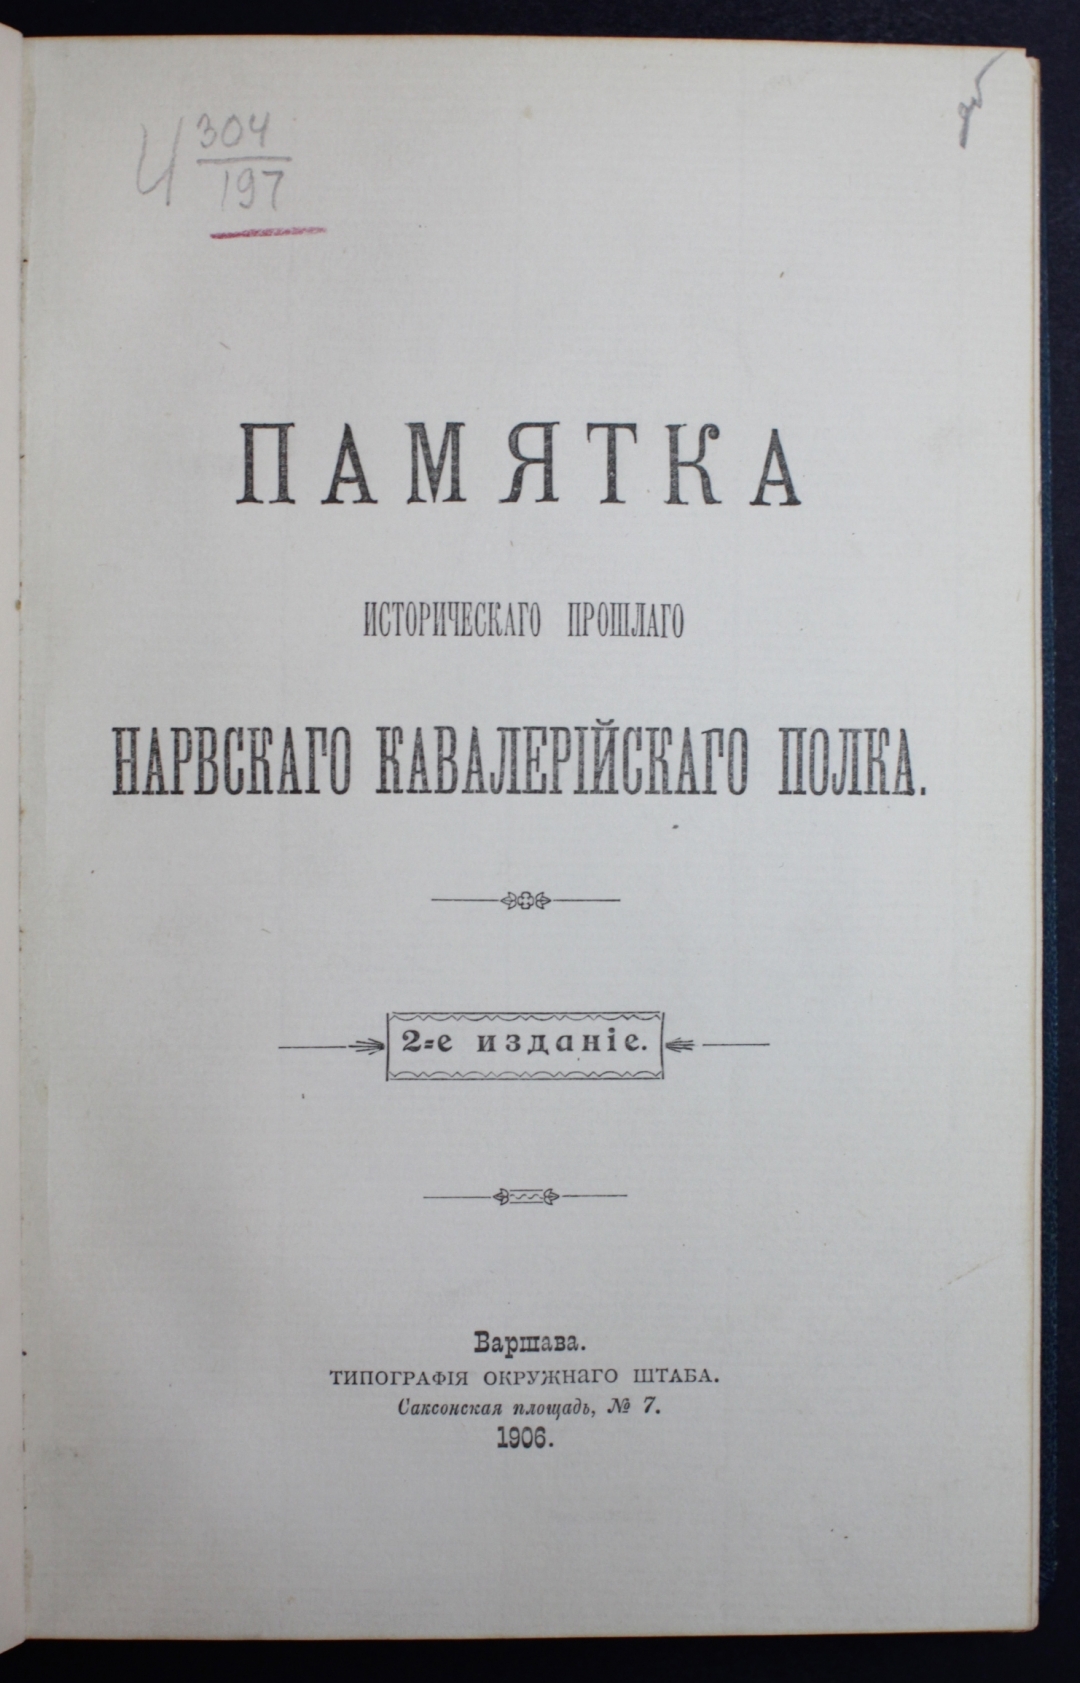 И 304
197
ПАМЯТКА
ИСТОРИЧЕСКАГО ПРОШЛАГО
НАРВСКАГО КАВАЛЕРІЙСКАГО ПОЛКА.
2-е изданіе.
Варшава.
ТИПОГРАФІЯ ОКРУЖНАГО ШТАБА.
Саксонская площадь, № 7.
1906.